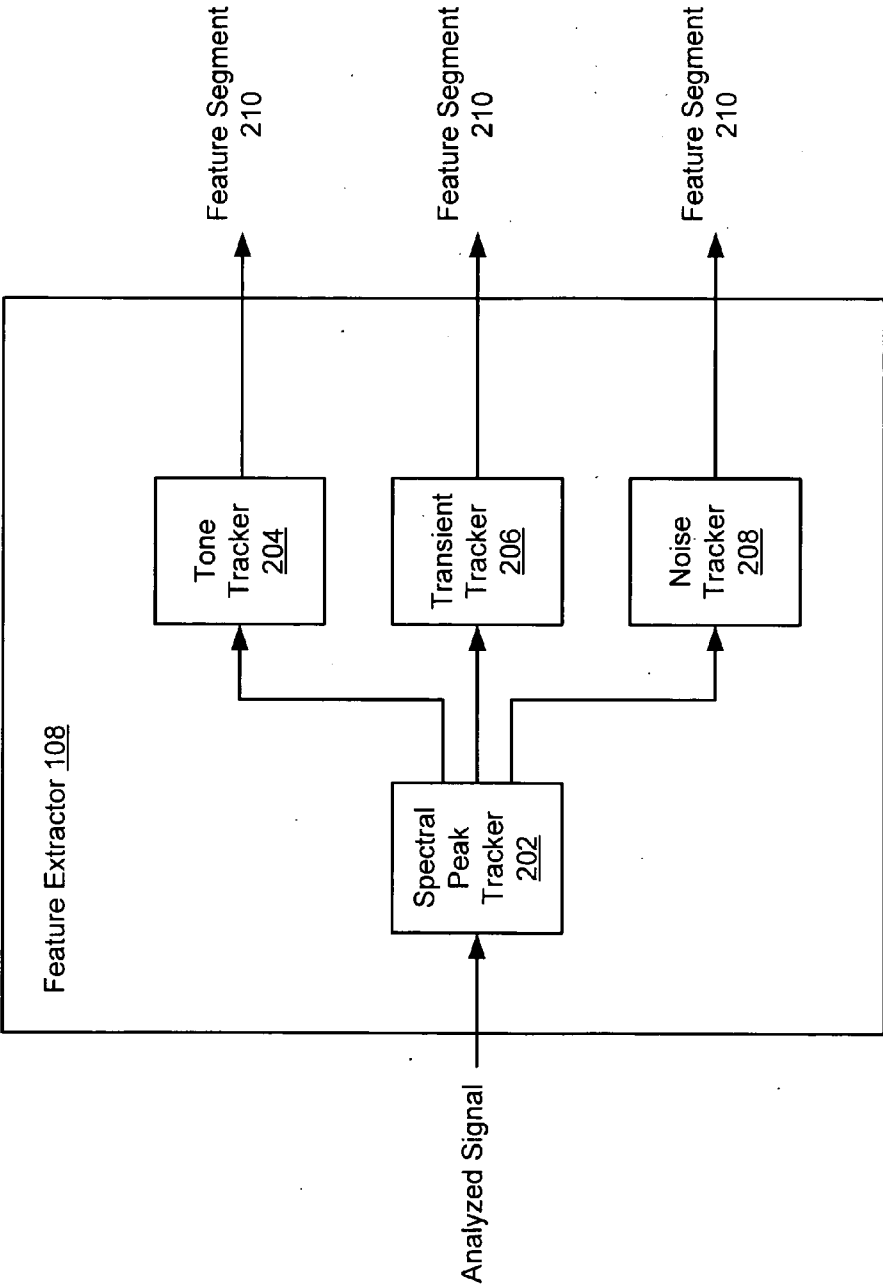 Feature Extractor 108
Analyzed Signal
Spectral
Peak
Tracker
202
Tone
Tracker
204
Transient
Tracker
206
Noise
Tracker
208
Feature Segment
210
Feature Segment
210
Feature Segment
210